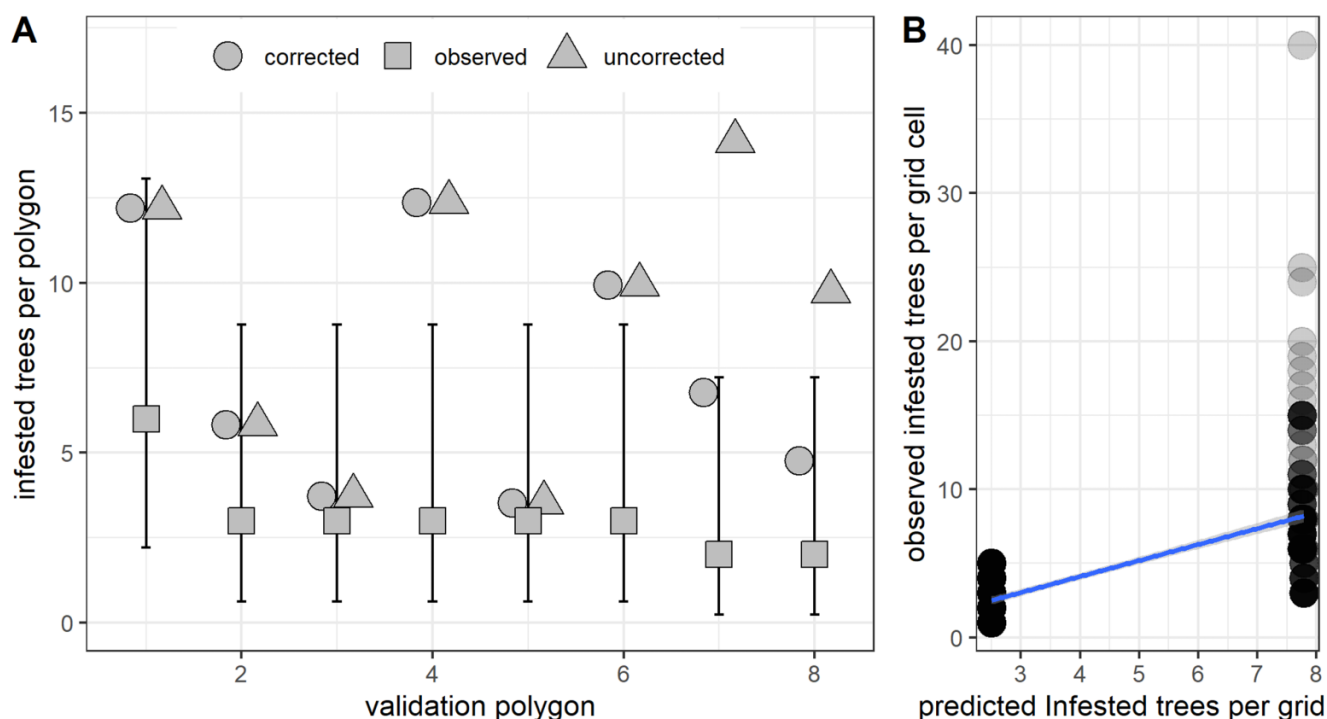 A
corrected observed uncorrected
infested trees per polygon
15
10
5
0
2 4 6 8
validation polygon
B
observed infested trees per grid cell
40
30
20
10
0
3 4 5 6 7 8
predicted Infested trees per grid